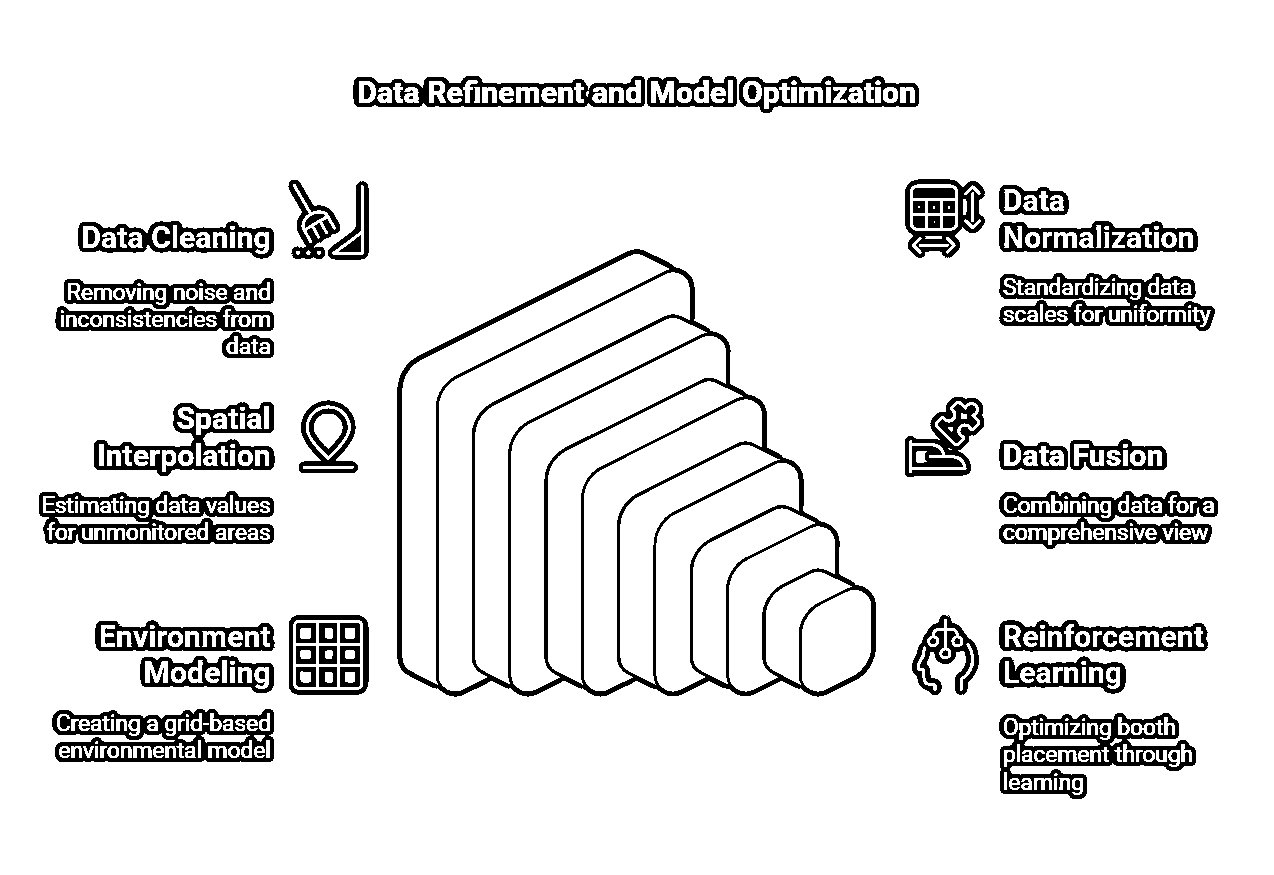 Data Refinement and Model Optimization
Data Cleaning
Removing noise and
inconsistencies from
data
Data
Normalization
Standardizing data
scales for uniformity
Spatial
Interpolation
Estimating data values
for unmonitored areas
Data Fusion
Combining data for a
comprehensive view
Environment
Modeling
Creating a grid-based
environmental model
Reinforcement
Learning
Optimizing booth
placement through
learning